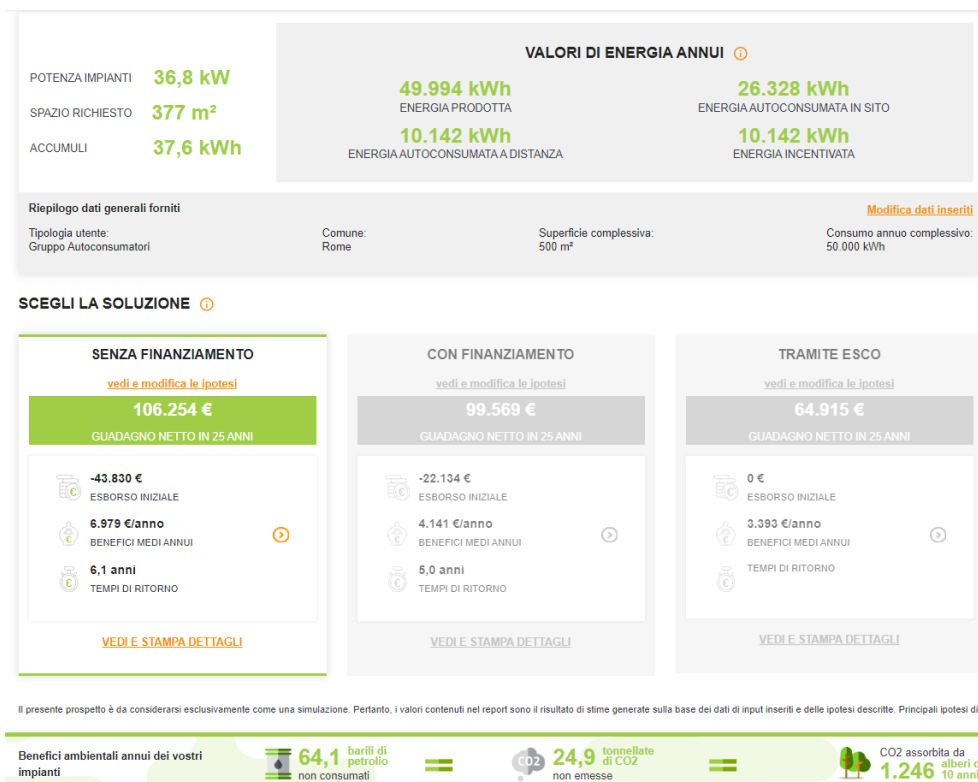 VALORI DI ENERGIA ANNUI
POTENZA IMPIANTI 36,8 kW
SPAZIO RICHIESTO 377 m²
ACCUMULI 37,6 kWh
49.994 kWh
ENERGIA PRODOTTA
26.328 kWh
ENERGIA AUTOCONSUMATA IN SITO
10.142 kWh
ENERGIA AUTOCONSUMATA A DISTANZA
10.142 kWh
ENERGIA INCENTIVATA
Riepilogo dati generali forniti
Modifica dati inseriti
Tipologia utente:
Gruppo Autoconsumatori
Comune:
Rome
Superficie complessiva:
500 m²
Consumo annuo complessivo:
50.000 kWh
SCEGLI LA SOLUZIONE
SENZA FINANZIAMENTO
vedi e modifica le ipotesi
106.254 €
GUADAGNO NETTO IN 25 ANNI
-43.830 €
ESBORSO INIZIALE
6.979 €/anno
BENEFICI MEDI ANNUI
6,1 anni
TEMPI DI RITORNO
VEDI E STAMPA DETTAGLI
CON FINANZIAMENTO
vedi e modifica le ipotesi
99.569 €
GUADAGNO NETTO IN 25 ANNI
-22.134 €
ESBORSO INIZIALE
4.141 €/anno
BENEFICI MEDI ANNUI
5,0 anni
TEMPI DI RITORNO
VEDI E STAMPA DETTAGLI
TRAMITE ESCO
vedi e modifica le ipotesi
64.915 €
GUADAGNO NETTO IN 25 ANNI
0 €
ESBORSO INIZIALE
3.393 €/anno
BENEFICI MEDI ANNUI
TEMPI DI RITORNO
VEDI E STAMPA DETTAGLI
Il presente prospetto è da considerarsi esclusivamente come una simulazione. Pertanto, i valori contenuti nel report sono il risultato di stime generate sulla base dei dati di input inseriti e delle ipotesi descritte. Principali ipotesi di
Benefici ambientali annui dei vostri
impianti
64,1 barili di
petrolio
non consumati
=
CO2
24,9 tonnellate
di CO2
non emesse
=
CO2 assorbita da
1.246 alberi
10 an